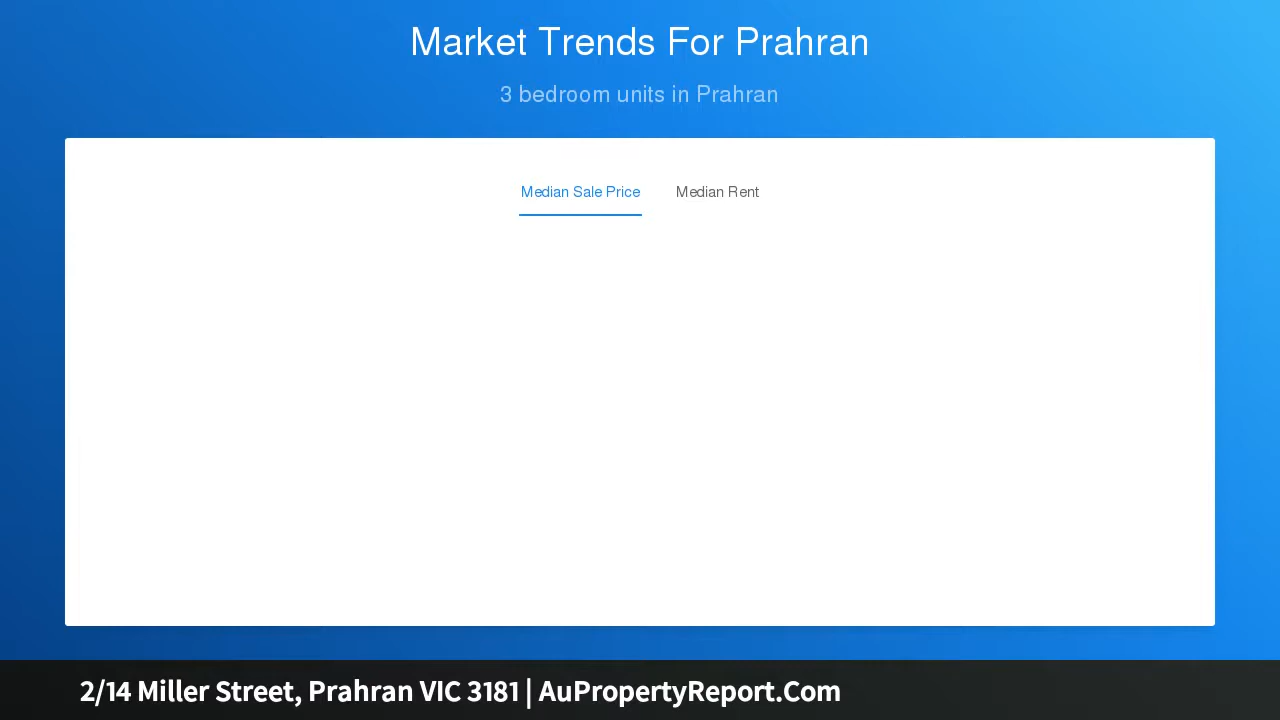 Market Trends For Prahran
3 bedroom units in Prahran
Median Sale Price Median Rent
2/14 Miller Street, Prahran VIC 3181 | AuPropertyReport.Com